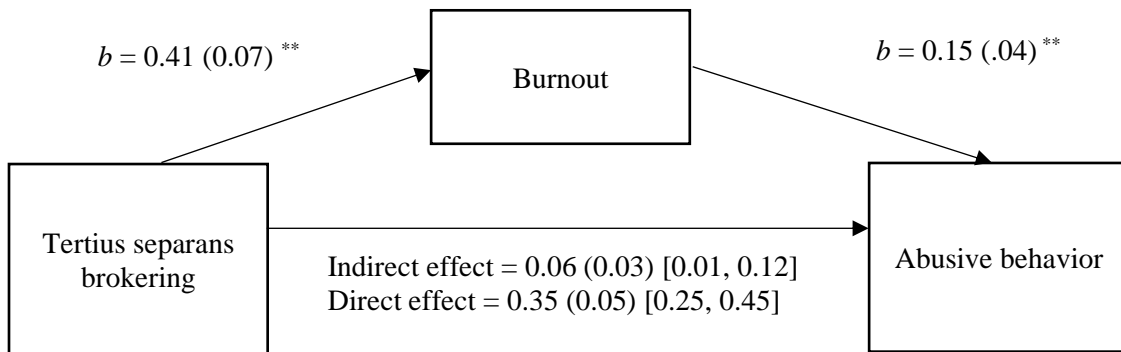 b = 0.41 (0.07) **
Burnout
b = 0.15 (.04) **
Tertius separans
brokering
Indirect effect = 0.06 (0.03) [0.01, 0.12]
Direct effect = 0.35 (0.05) [0.25, 0.45]
Abusive behavior